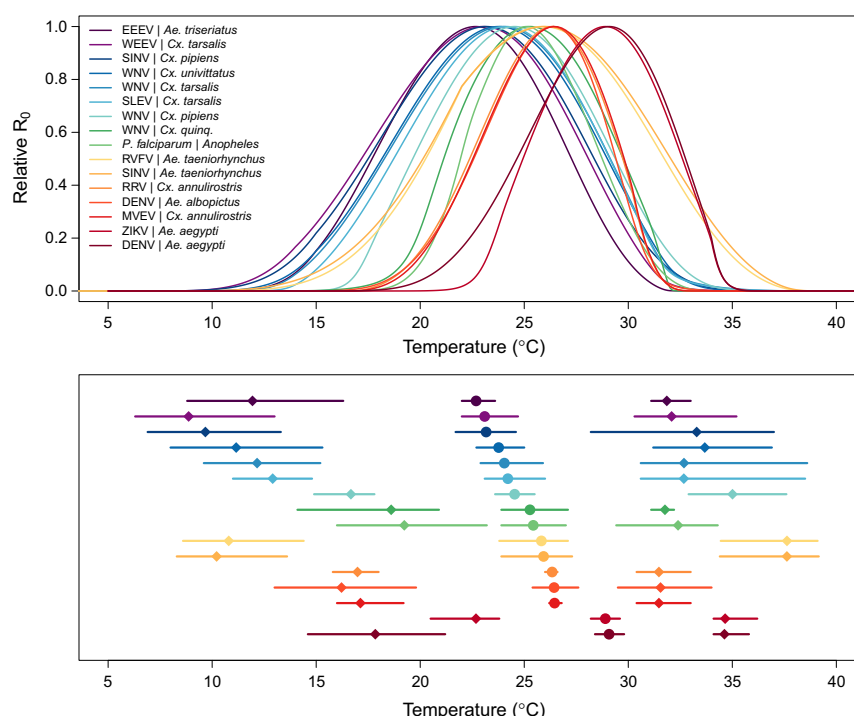 1.0
0.8
0.6
0.4
0.2
0.0
Relative R0
EEEV | Ae. triseriatus
WEEV | Cx. tarsalis
SINV | Cx. pipiens
WNV | Cx. univittatus
WNV | Cx. tarsalis
SLEV | Cx. tarsalis
WNV | Cx. pipiens
WNV | Cx. quinq.
P. falciparum | Anopheles
RVFV | Ae. taeniorhynchus
SINV | Ae. taeniorhynchus
RRV | Cx. annulirostris
DENV | Ae. albopictus
MVEV | Cx. annulirostris
ZIKV | Ae. aegypti
DENV | Ae. aegypti
5 10 15 20 25 30 35 40
Temperature (°C)
5 10 15 20 25 30 35 40
Temperature (°C)